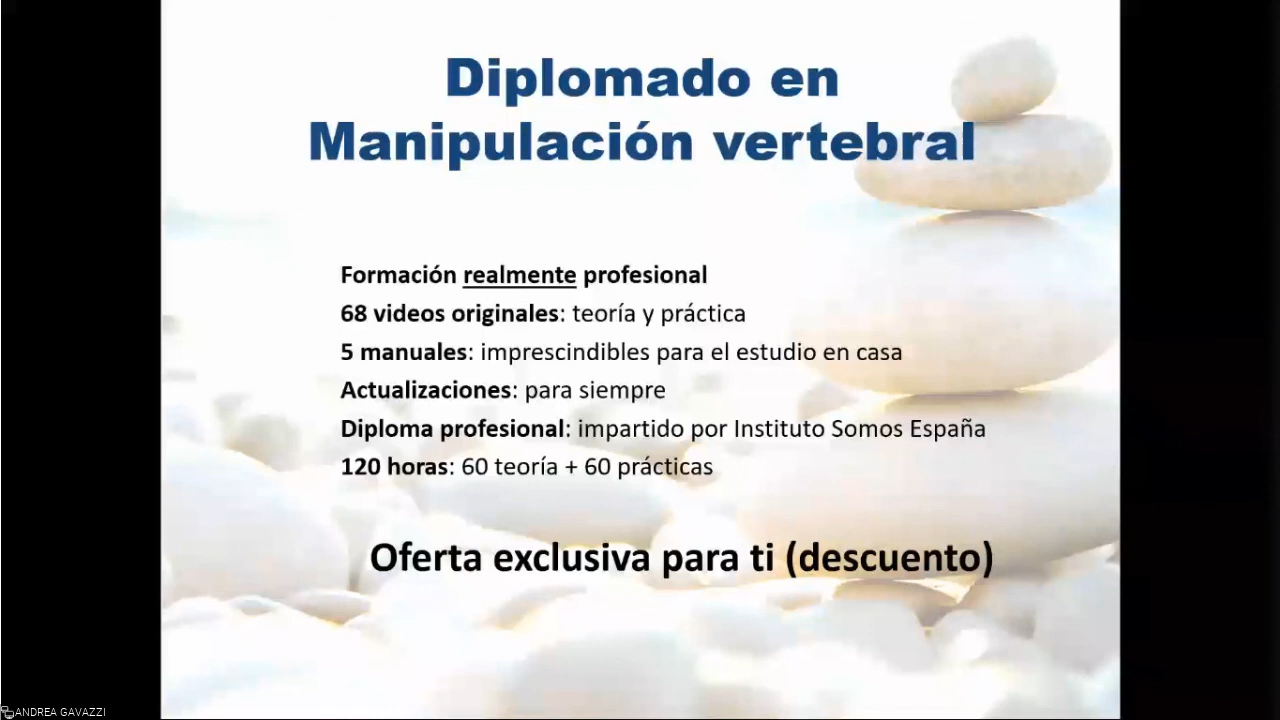 Diplomado en
Manipulación vertebral
Formación realmente profesional
68 videos originales: teoría y práctica
5 manuales: imprescindibles para el estudio en casa
Actualizaciones: para siempre
Diploma profesional: impartido por Instituto Somos España
120 horas: 60 teoría + 60 prácticas
Oferta exclusiva para ti (descuento)
ANDREA GAVAZZI